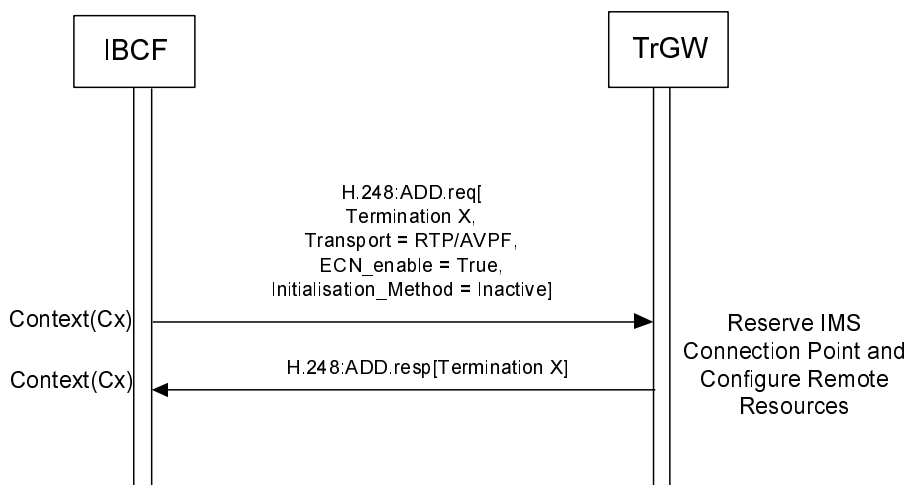 IBCF
TrGW
H.248:ADD.req[
Termination X,
Transport = RTP/AVPF,
ECN_enable = True,
Initialisation_Method = Inactive]
Context(Cx)
Reserve IMS
Connection Point and
Configure Remote
Resources
H.248:ADD.resp[Termination X]
Context(Cx)